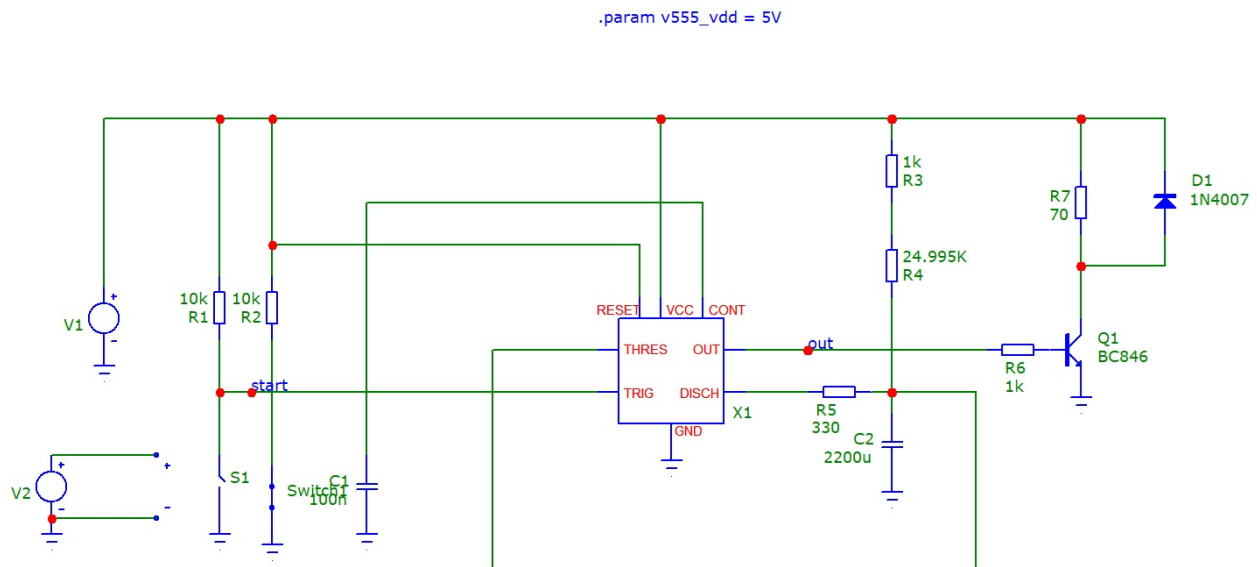 .param v555_vdd = 5V
1k
R3
D1
1N4007
R7
70
24.995K
R4
10k
R1
10k
R2
+
V1
-
RESET
VCC
CONT
THRES
OUT
out
Q1
BC846
R6
1k
start
TRIG
DISCH
X1
R5
330
GND
C2
2200u
+
V2
-
+
-
S1
Switch1
C1
100n